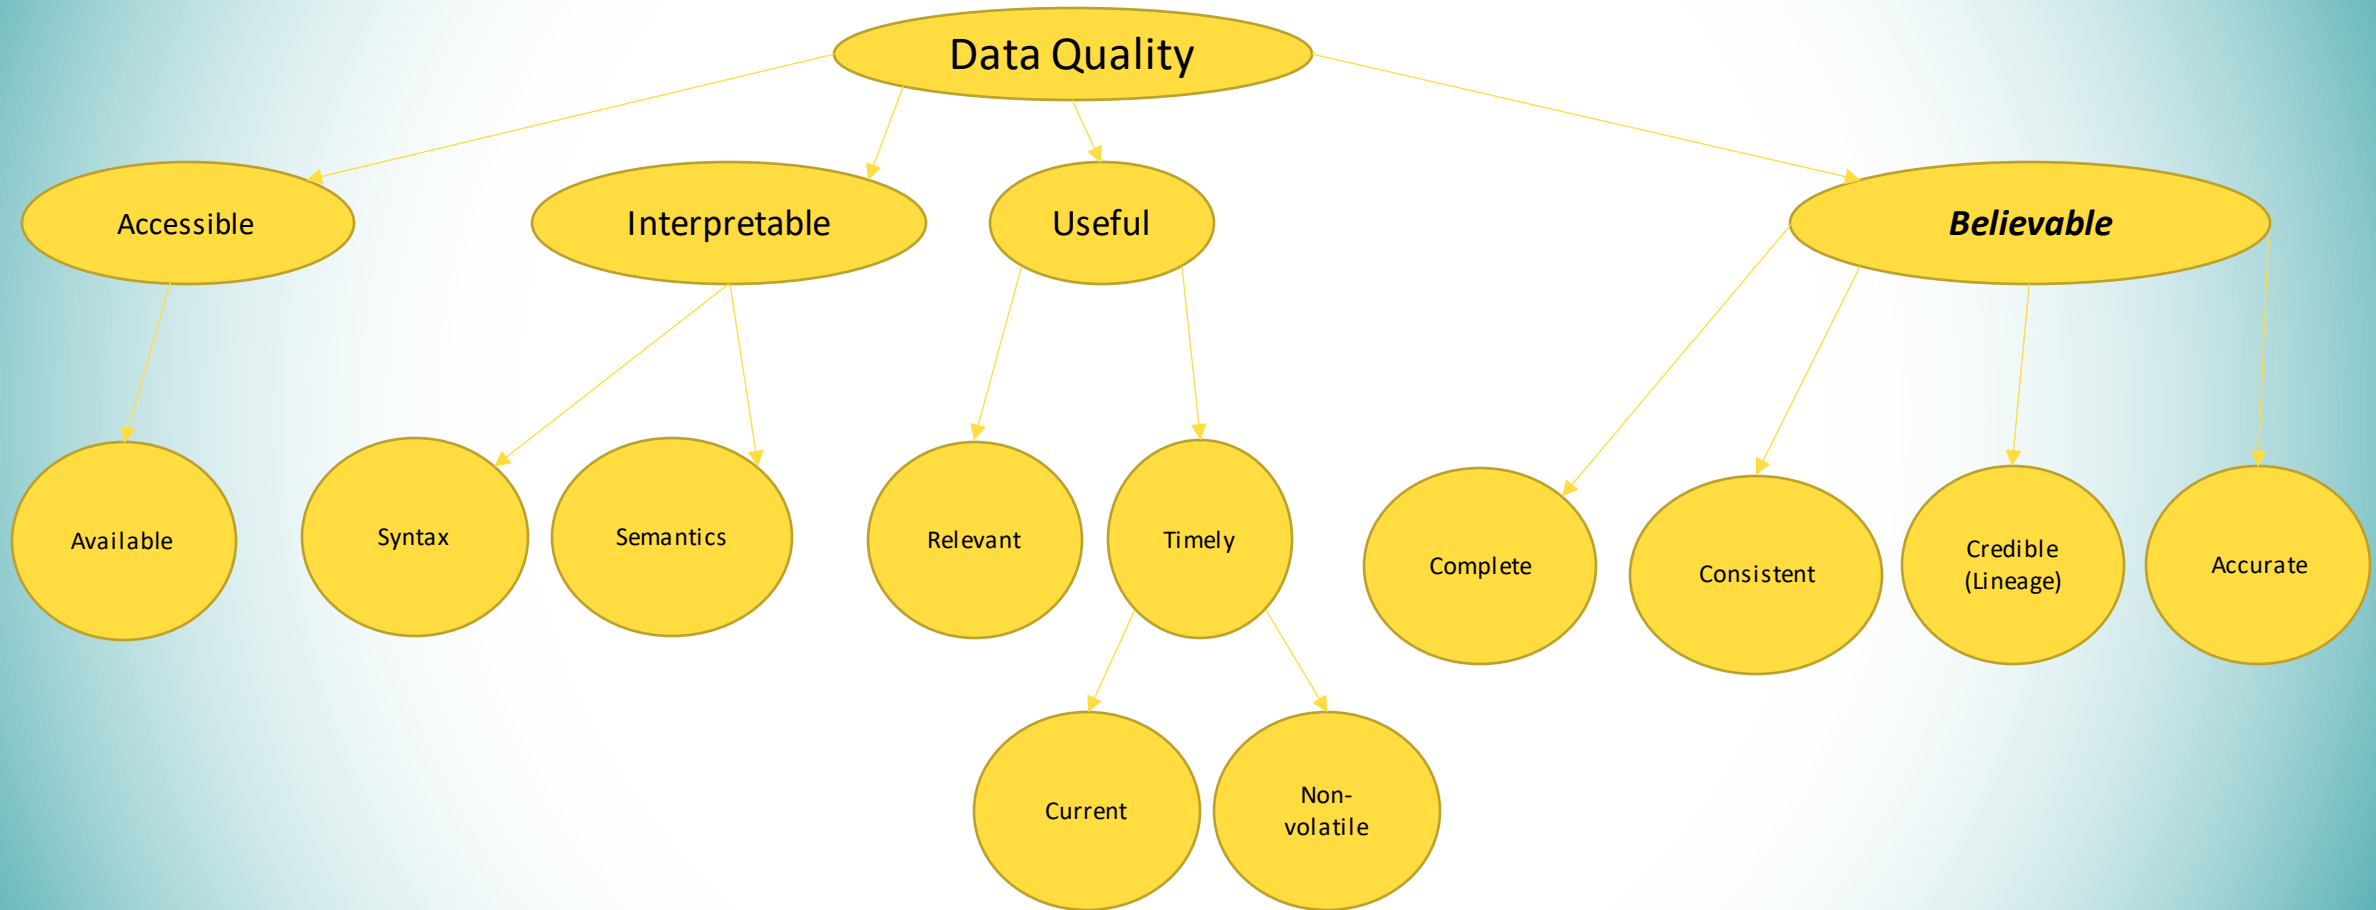 Data Quality
Accessible
Interpretable
Useful
Believable
Available
Syntax
Semantics
Relevant
Timely
Complete
Consistent
Credible
(Lineage)
Accurate
Current
Non-
volatile